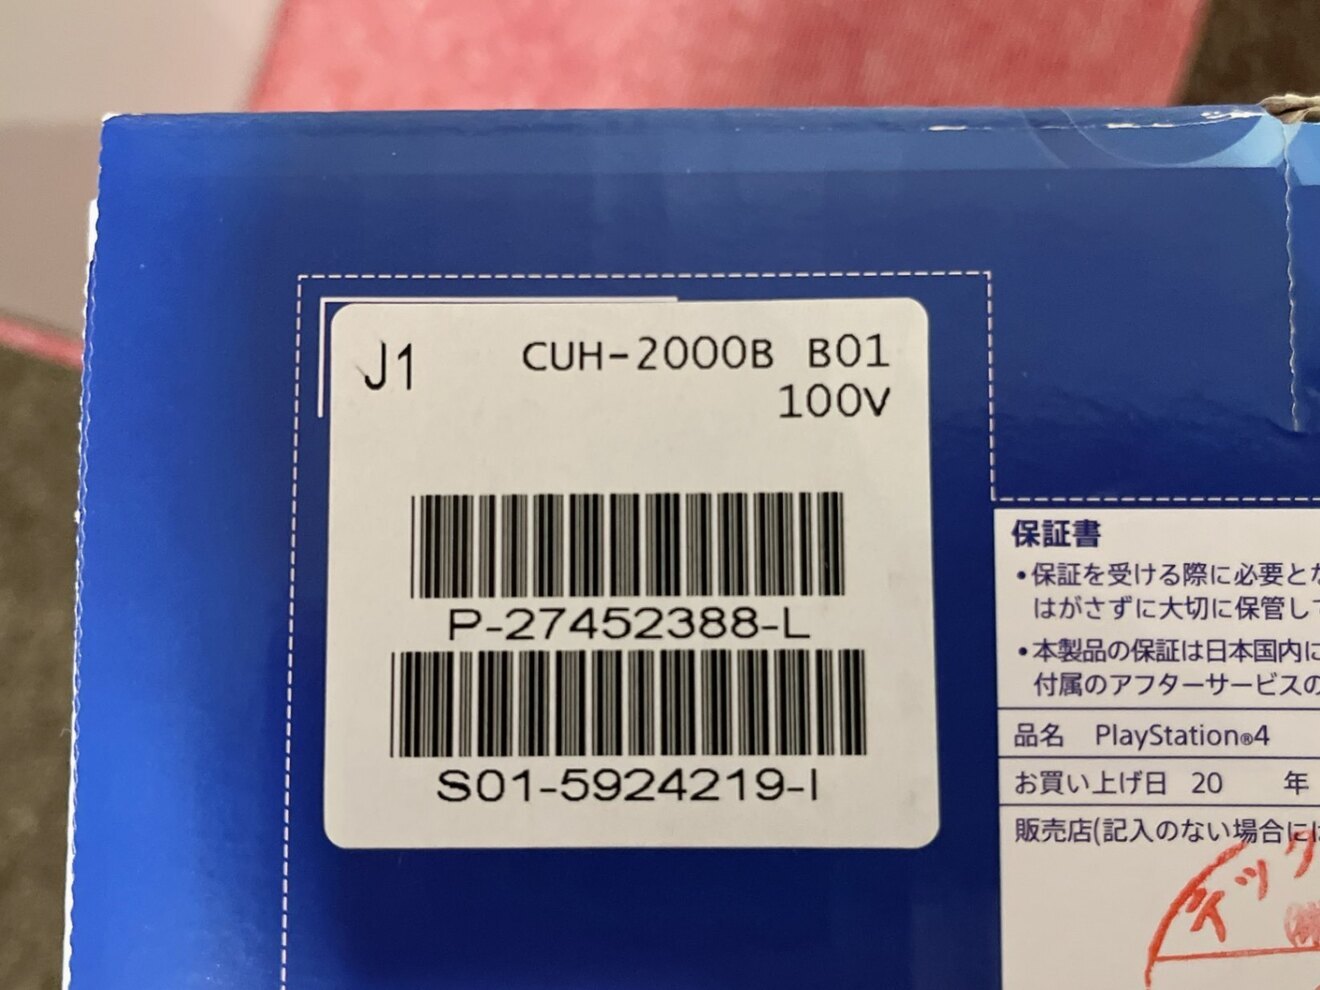 J1 CUH-2000B B01
100V
P-27452388-L
S01-5924219-I
保証書
•保証を受ける際に必要とな
はがさずに大切に保管して
•本製品の保証は日本国内に
付属のアフターサービスの
品名 PlayStation®4
お買い上げ日 20 年
販売店(記入のない場合には